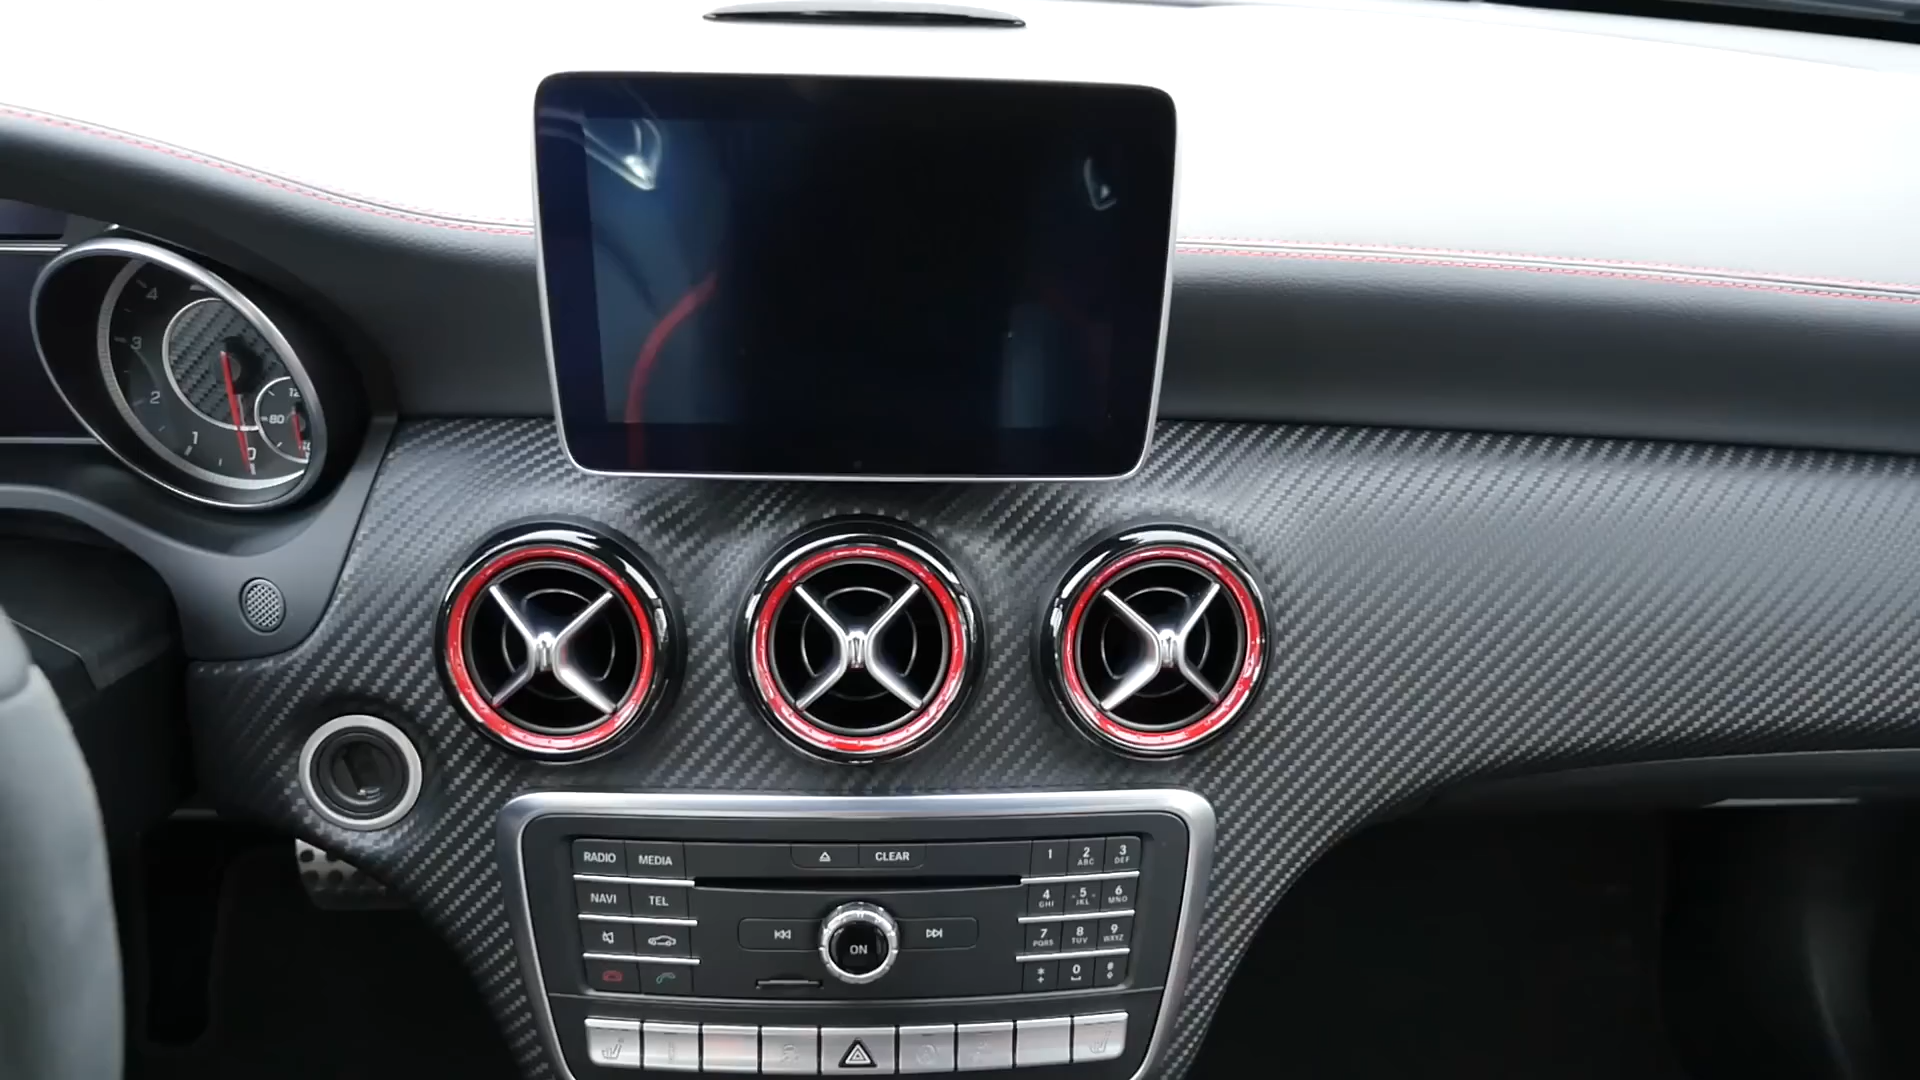 4
3
2
1
0
12
80
RADIO
MEDIA
CLEAR
1
2 ABC
3 DEF
NAVI
TEL
4 GHI
5 JKL
6 MNO
7 PQRS
8 TUV
9 WXYZ
ON
*
+
0
#